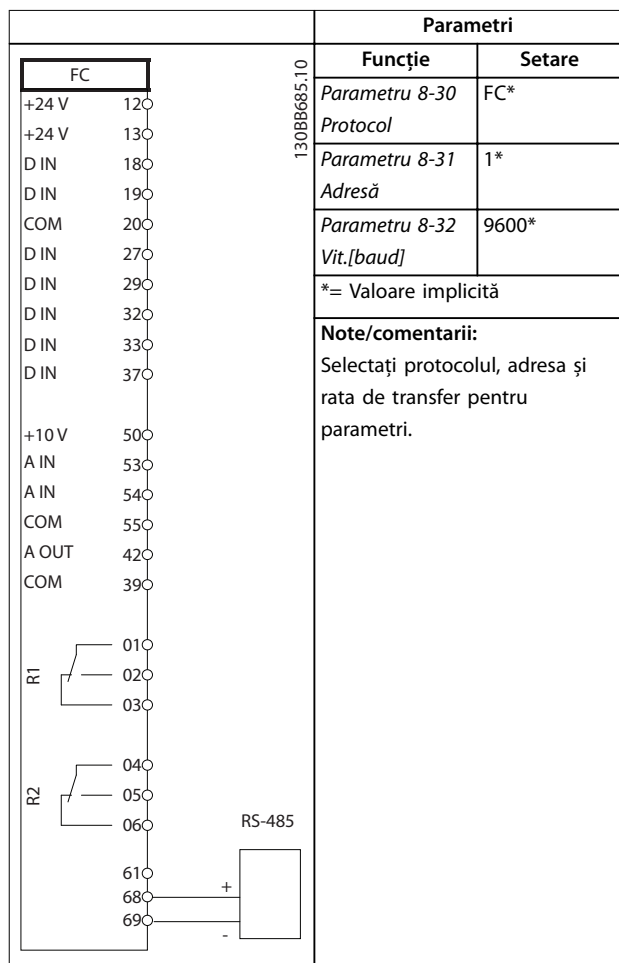 Parametri
Funcție Setare
Parametru 8-30 FC*
Protocol
Parametru 8-31 1*
Adresă
Parametru 8-32 9600*
Vit.[baud]
*= Valoare implicită
Note/comentarii:
Selectați protocolul, adresa și
rata de transfer pentru
parametri.
130BB685.10
FC
+24 V 12
+24 V 13
D IN 18
D IN 19
COM 20
D IN 27
D IN 29
D IN 32
D IN 33
D IN 37
+10 V 50
A IN 53
A IN 54
COM 55
A OUT 42
COM 39
R1
01
02
03
R2
04
05
06
RS-485
61
68 +
69 -